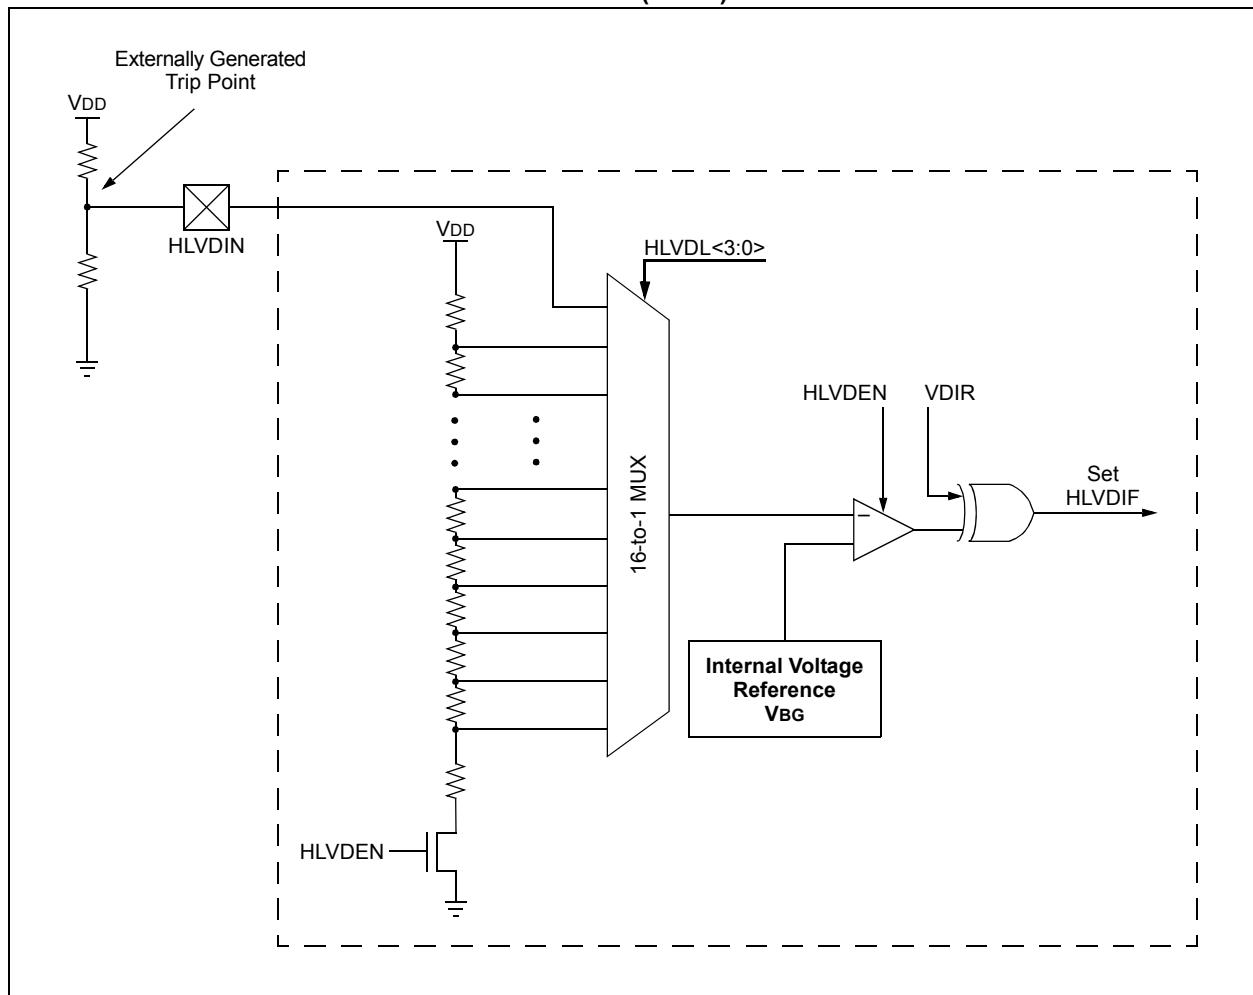 Externally Generated
Trip Point
VDD
HLVDIN
VDD
HLVDL<3:0>
16-to-1 MUX
HLVDEN
VDIR
Set
HLVDIF
−
Internal Voltage
Reference
VBG
HLVDEN